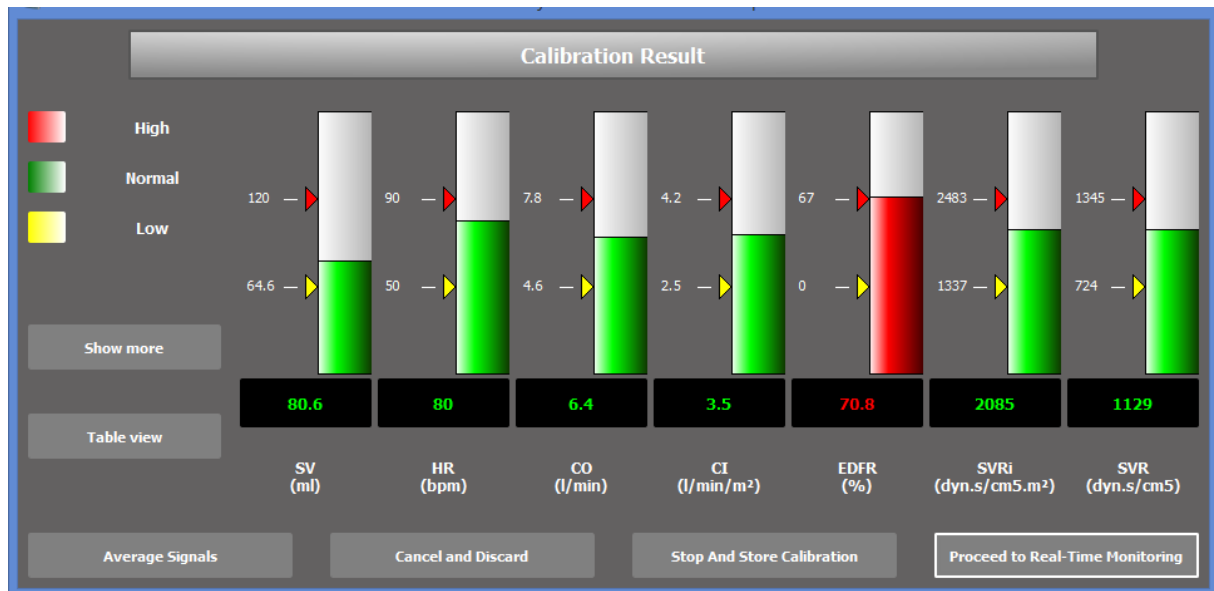 Calibration Result
High
Normal
Low
120
64.6
90
50
7.8
4.6
4.2
2.5
67
0
2483
1337
1345
724
Show more
Table view
80.6
80
6.4
3.5
70.8
2085
1129
SV
(ml)
HR
(bpm)
CO
(l/min)
CI
(l/min/m²)
EDFR
(%)
SVRi
(dyn.s/cm5.m²)
SVR
(dyn.s/cm5)
Average Signals
Cancel and Discard
Stop And Store Calibration
Proceed to Real-Time Monitoring